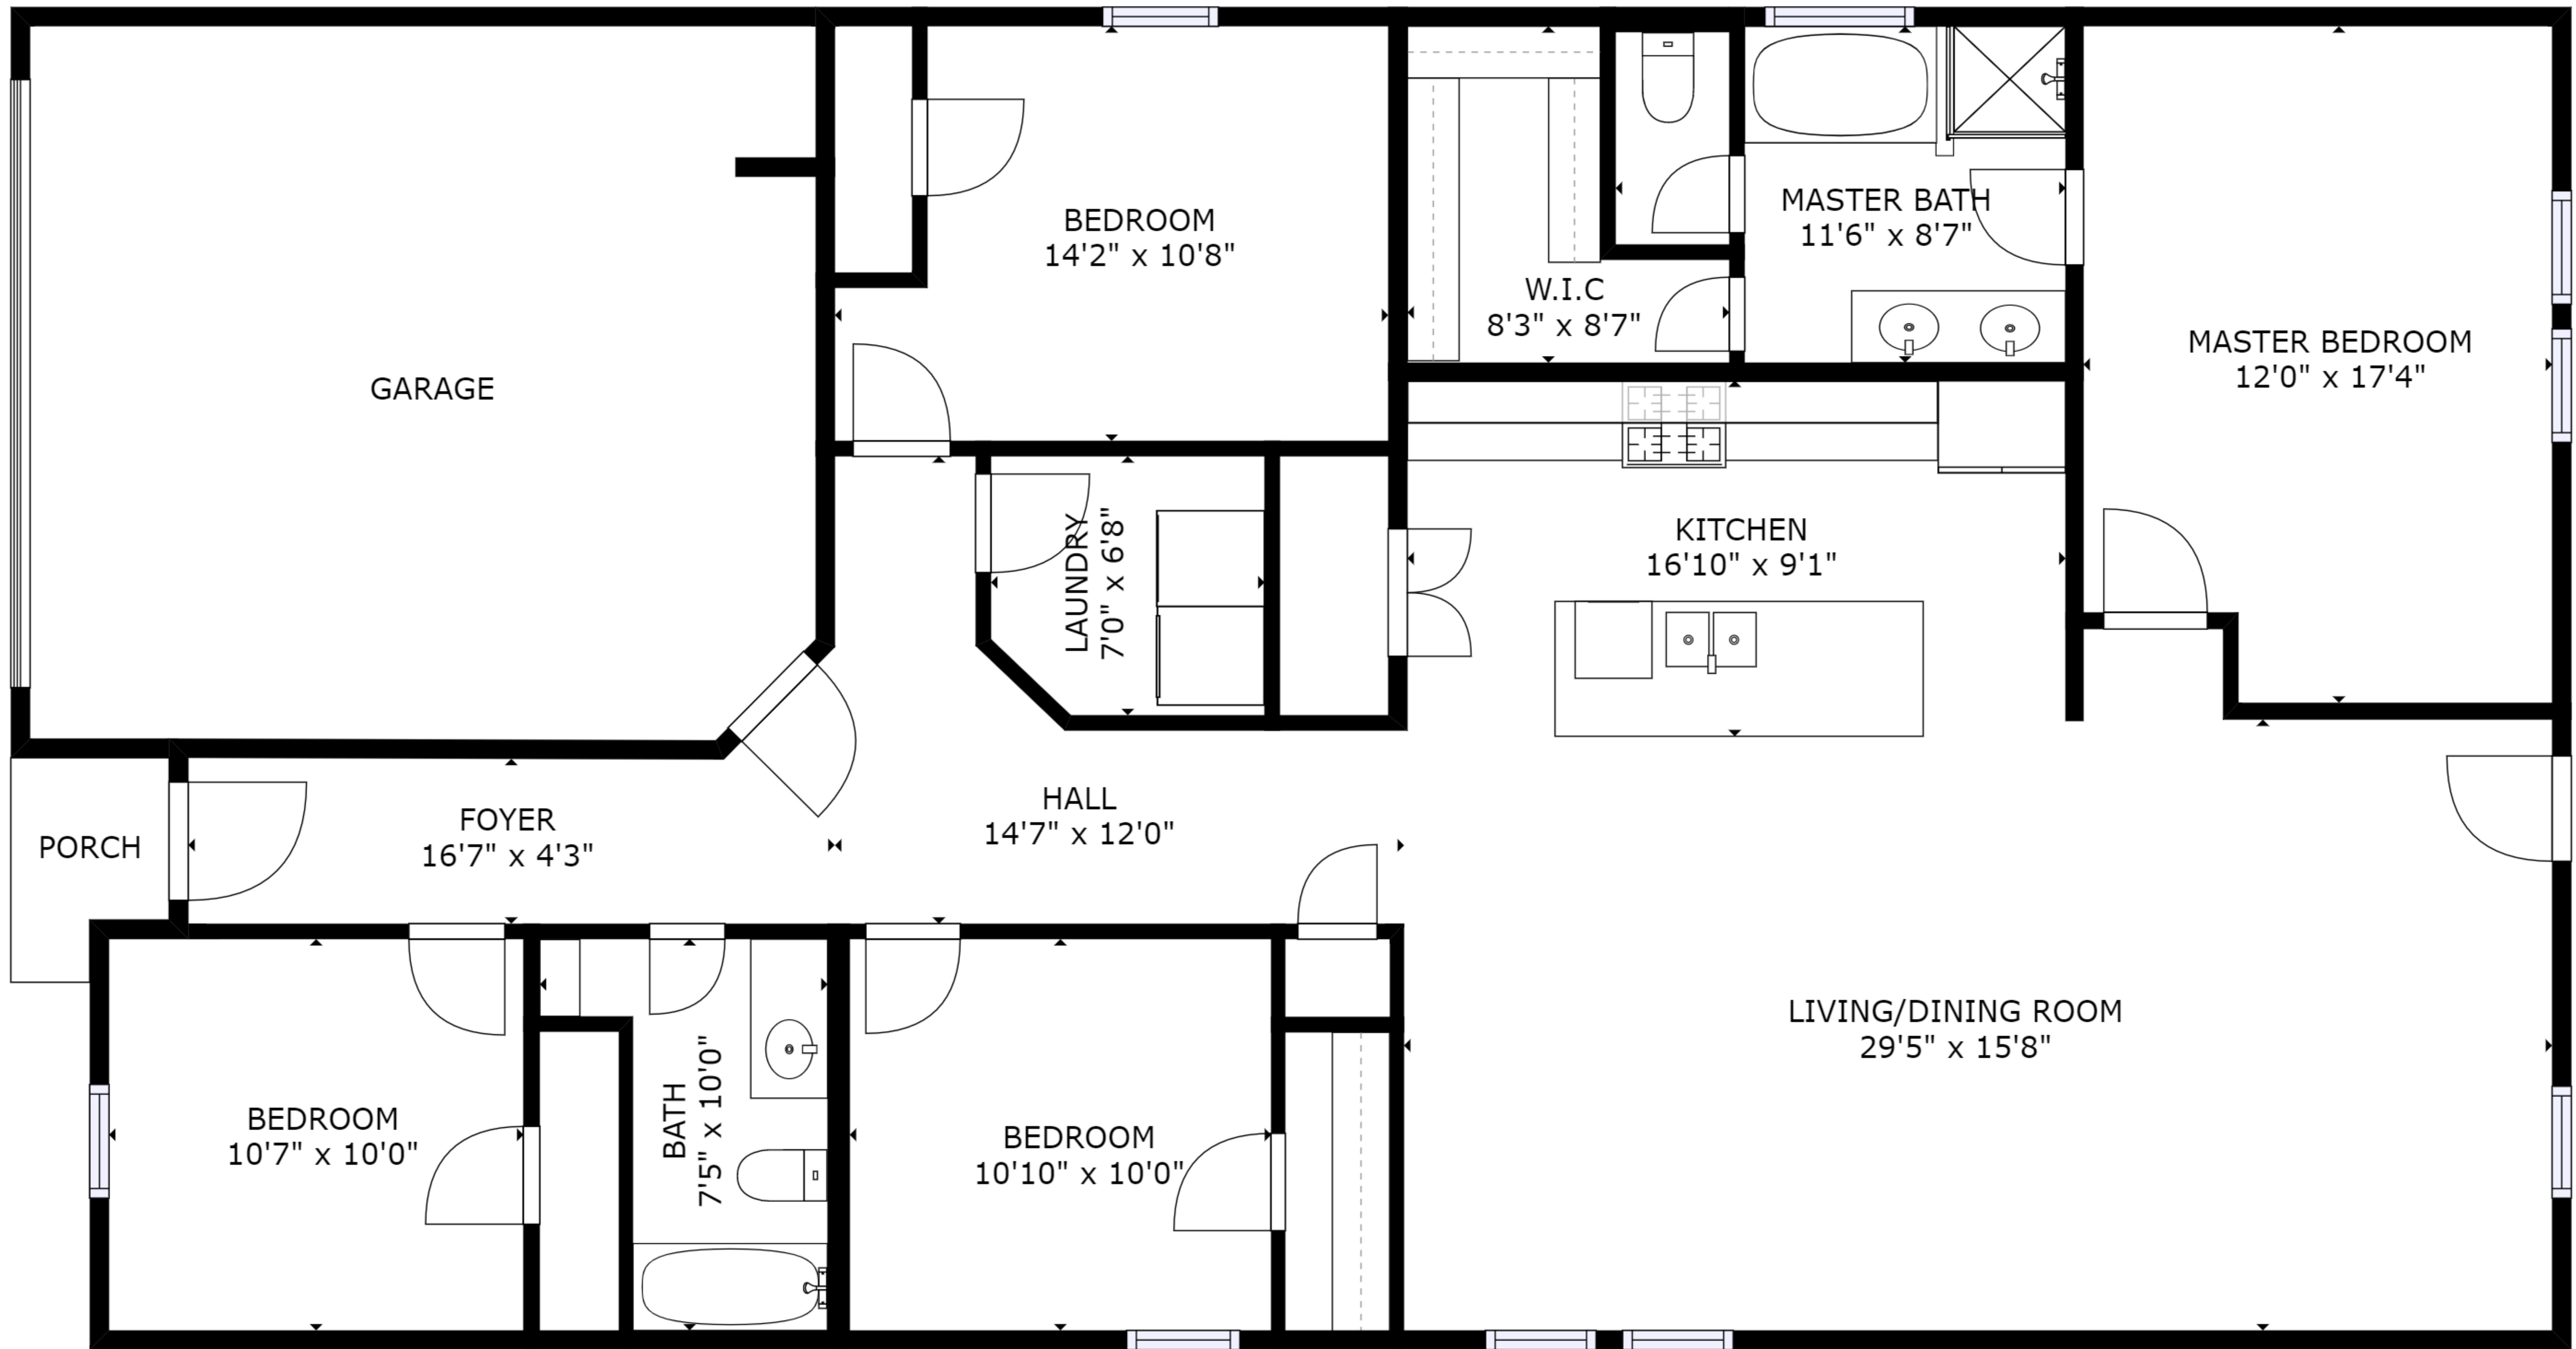 BEDROOM
14'2" x 10'8"
MASTER BATH
11'6" x 8'7"
W.I.C
8'3" x 8'7"
MASTER BEDROOM
12'0" x 17'4"
GARAGE
LAUNDRY
7'0" x 6'8"
KITCHEN
16'10" x 9'1"
PORCH
FOYER
16'7" x 4'3"
HALL
14'7" x 12'0"
LIVING/DINING ROOM
29'5" x 15'8"
BEDROOM
10'7" x 10'0"
BATH
7'5" x 10'0"
BEDROOM
10'10" x 10'0"